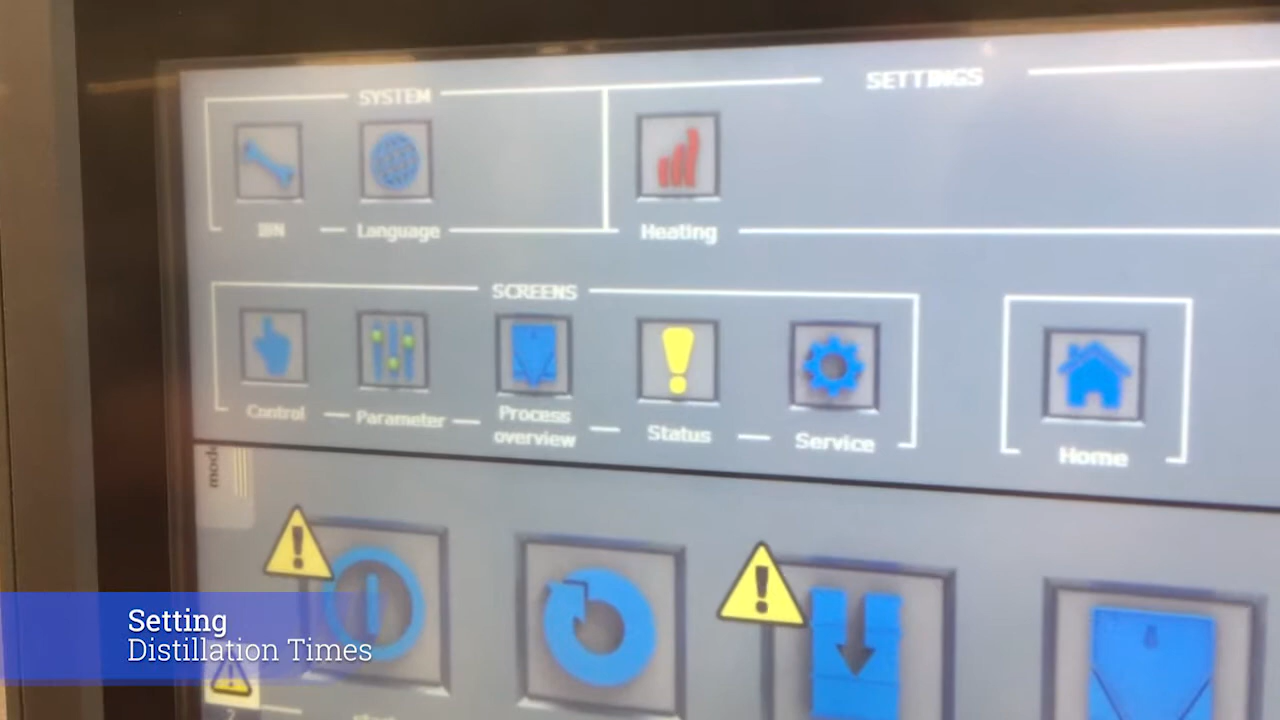 SETTINGS
SYSTEM
Language
Heating
SCREENS
Control
Parameter
Process
overview
Status
Service
Home
Setting
Distillation Times